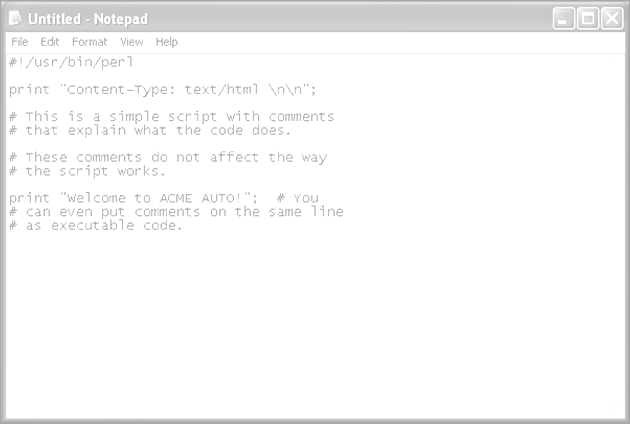 Untitled - Notepad
File Edit Format View Help
#!/usr/bin/perl
print "Content-Type: text/html \n\n";
# This is a simple script with comments
# that explain what the code does.
# These comments do not affect the way
# the script works.
print "Welcome to ACME AUTO!";  # You
# can even put comments on the same line
# as executable code.